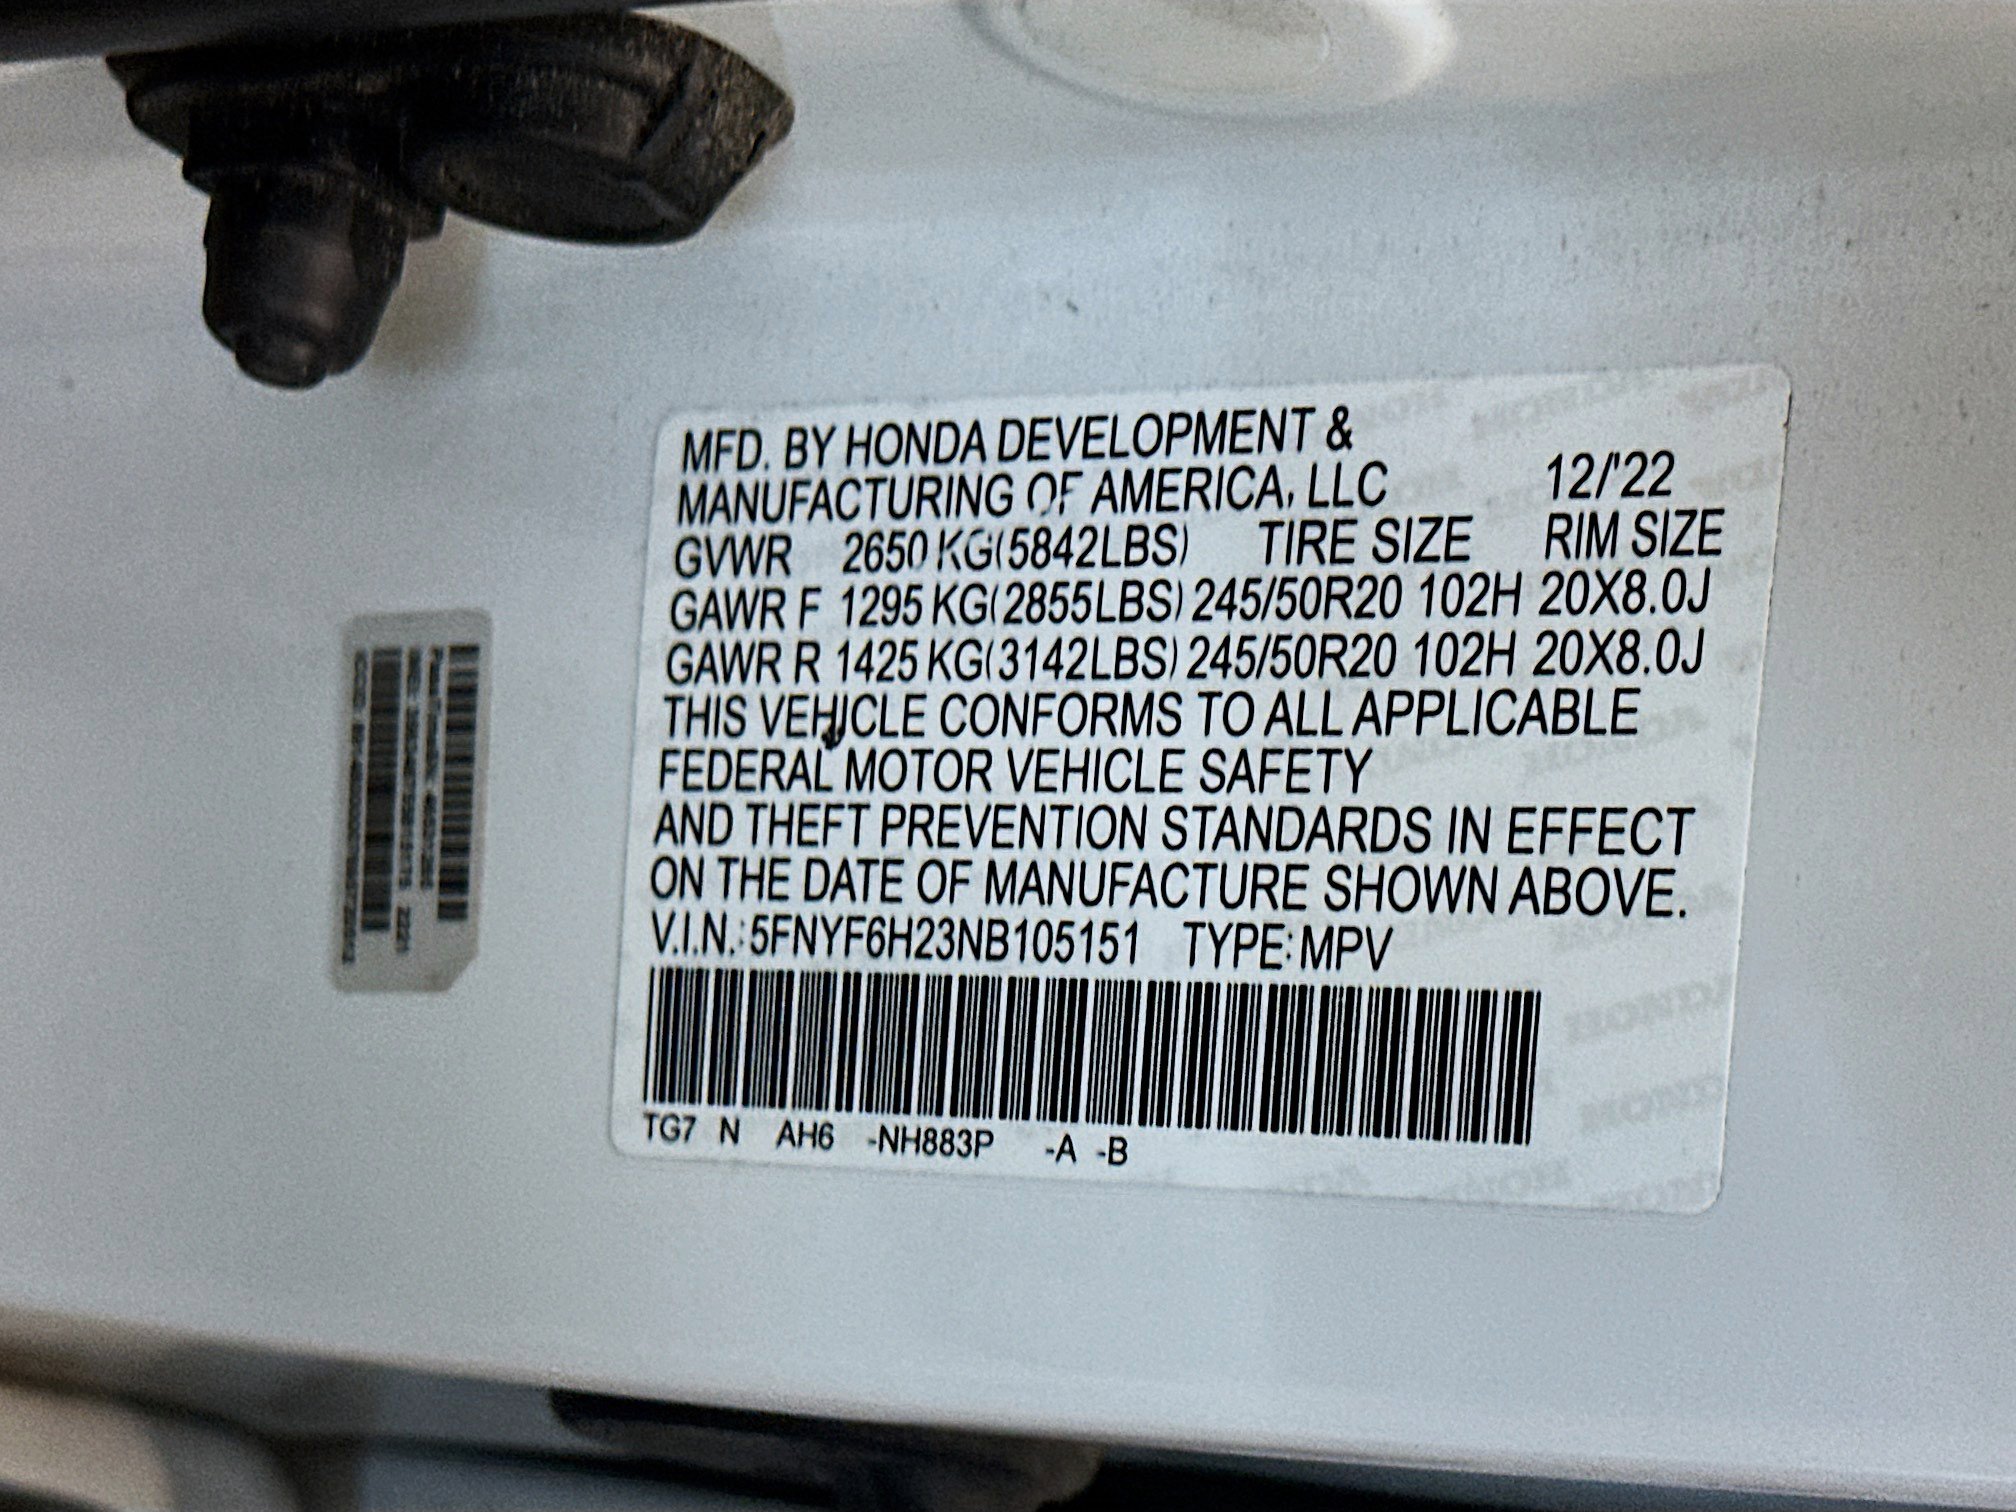 MFD. BY HONDA DEVELOPMENT &
MANUFACTURING OF AMERICA, LLC 12/'22
GVWR 2650 KG(5842LBS) TIRE SIZE RIM SIZE
GAWR F 1295 KG(2855LBS) 245/50R20 102H 20X8.0J
GAWR R 1425 KG(3142LBS) 245/50R20 102H 20X8.0J
THIS VEHICLE CONFORMS TO ALL APPLICABLE
FEDERAL MOTOR VEHICLE SAFETY
AND THEFT PREVENTION STANDARDS IN EFFECT
ON THE DATE OF MANUFACTURE SHOWN ABOVE.
V.I.N.:5FNYF6H23NB105151 TYPE:MPV
TG7 N AH6 -NH883P -A -B